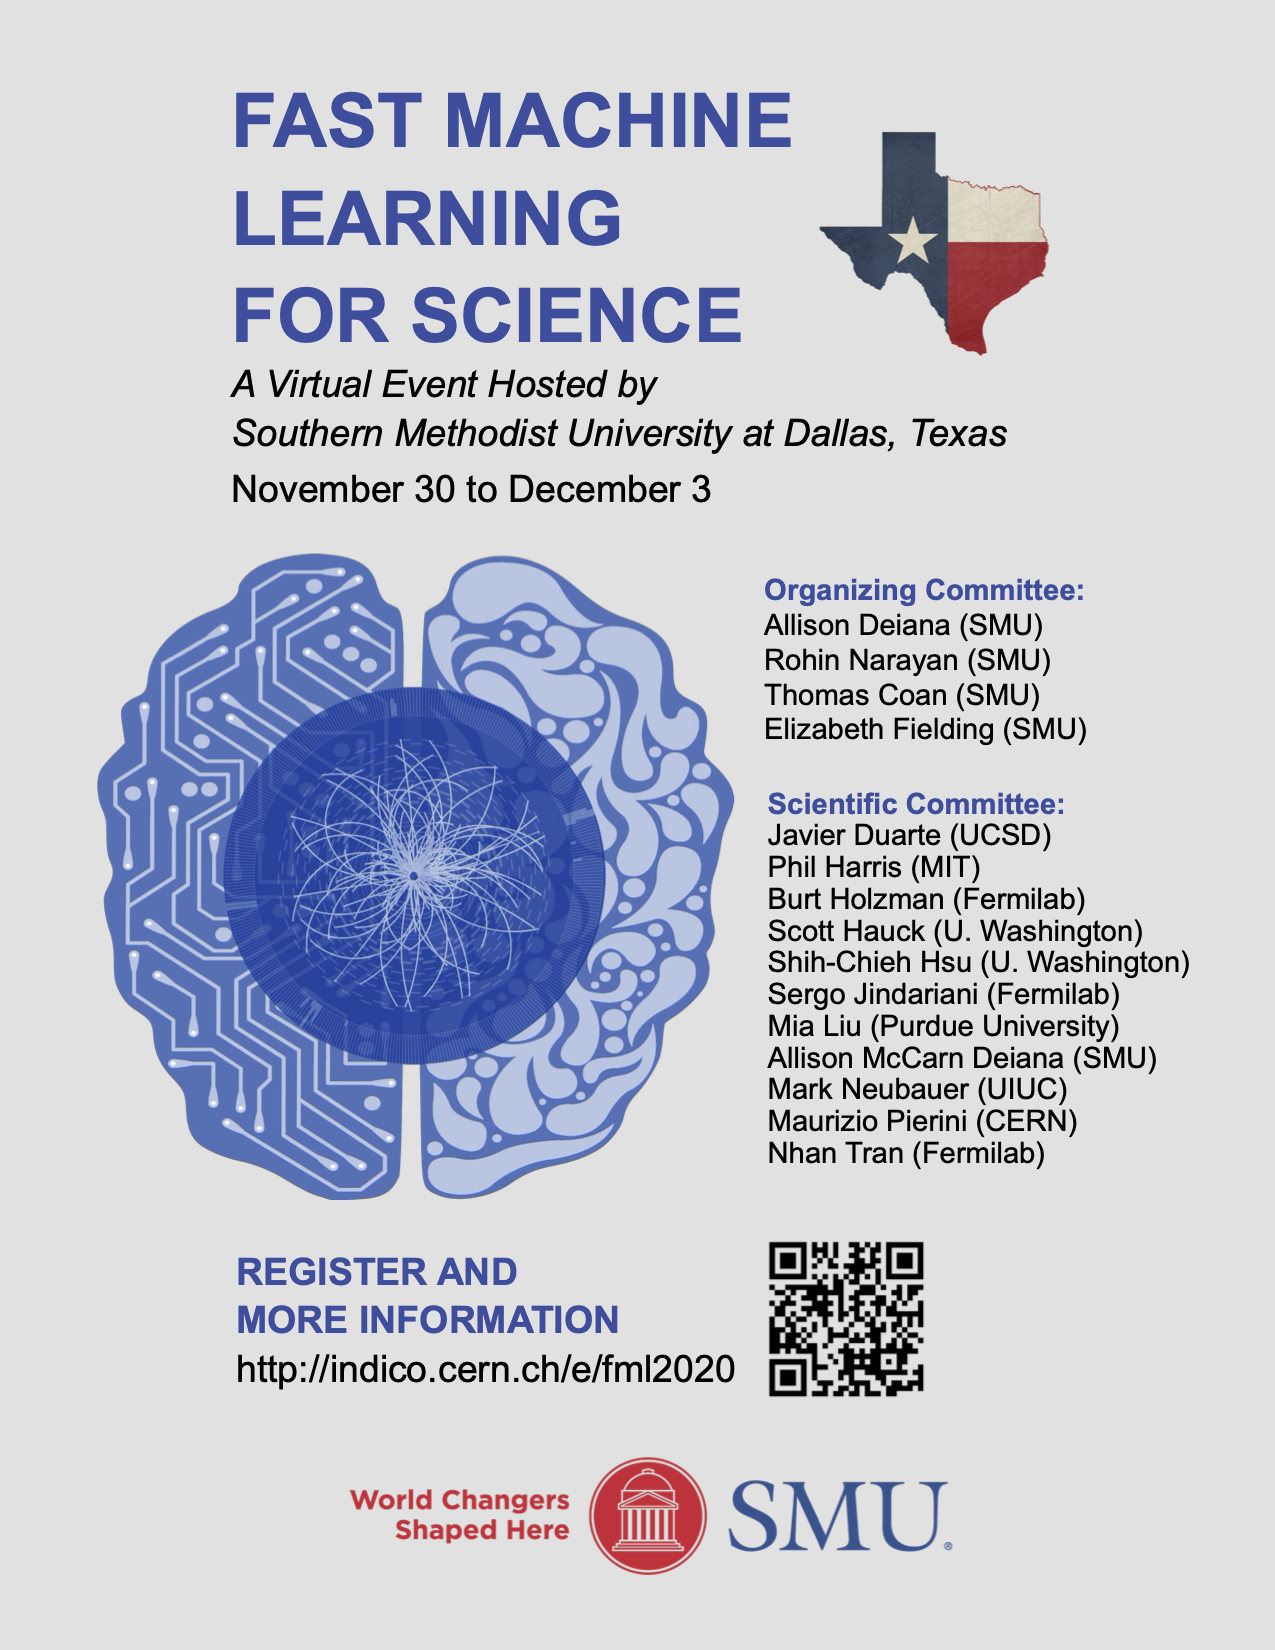 FAST MACHINE
LEARNING
FOR SCIENCE
A Virtual Event Hosted by
Southern Methodist University at Dallas, Texas
November 30 to December 3
Organizing Committee:
Allison Deiana (SMU)
Rohin Narayan (SMU)
Thomas Coan (SMU)
Elizabeth Fielding (SMU)
Scientific Committee:
Javier Duarte (UCSD)
Phil Harris (MIT)
Burt Holzman (Fermilab)
Scott Hauck (U. Washington)
Shih-Chieh Hsu (U. Washington)
Sergo Jindariani (Fermilab)
Mia Liu (Purdue University)
Allison McCarn Deiana (SMU)
Mark Neubauer (UIUC)
Maurizio Pierini (CERN)
Nhan Tran (Fermilab)
REGISTER AND
MORE INFORMATION
http://indico.cern.ch/e/fml2020
World Changers
Shaped Here
SMU®